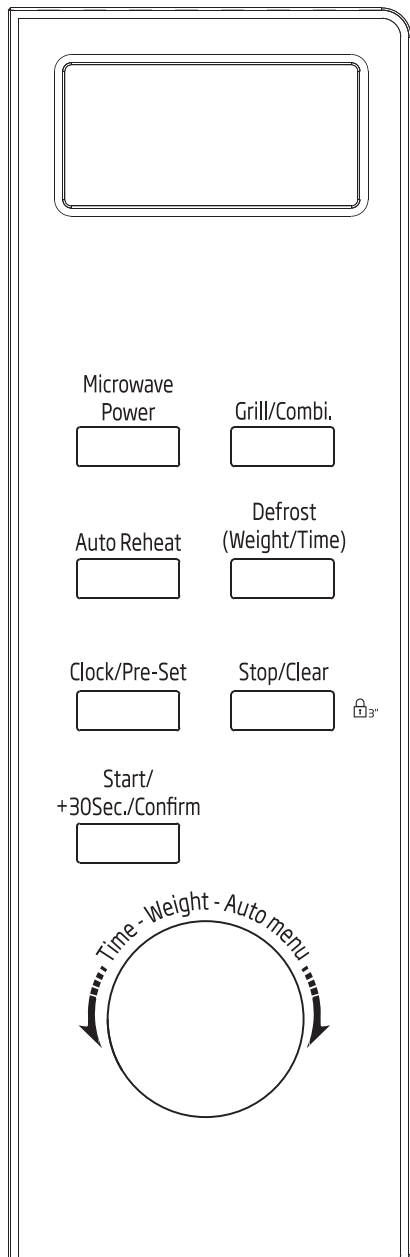 Microwave
Power
Grill/Combi.
Auto Reheat
Defrost
(Weight/Time)
Clock/Pre-Set
Stop/Clear
3"
Start/
+30Sec./Confirm
Time - Weight - Auto menu